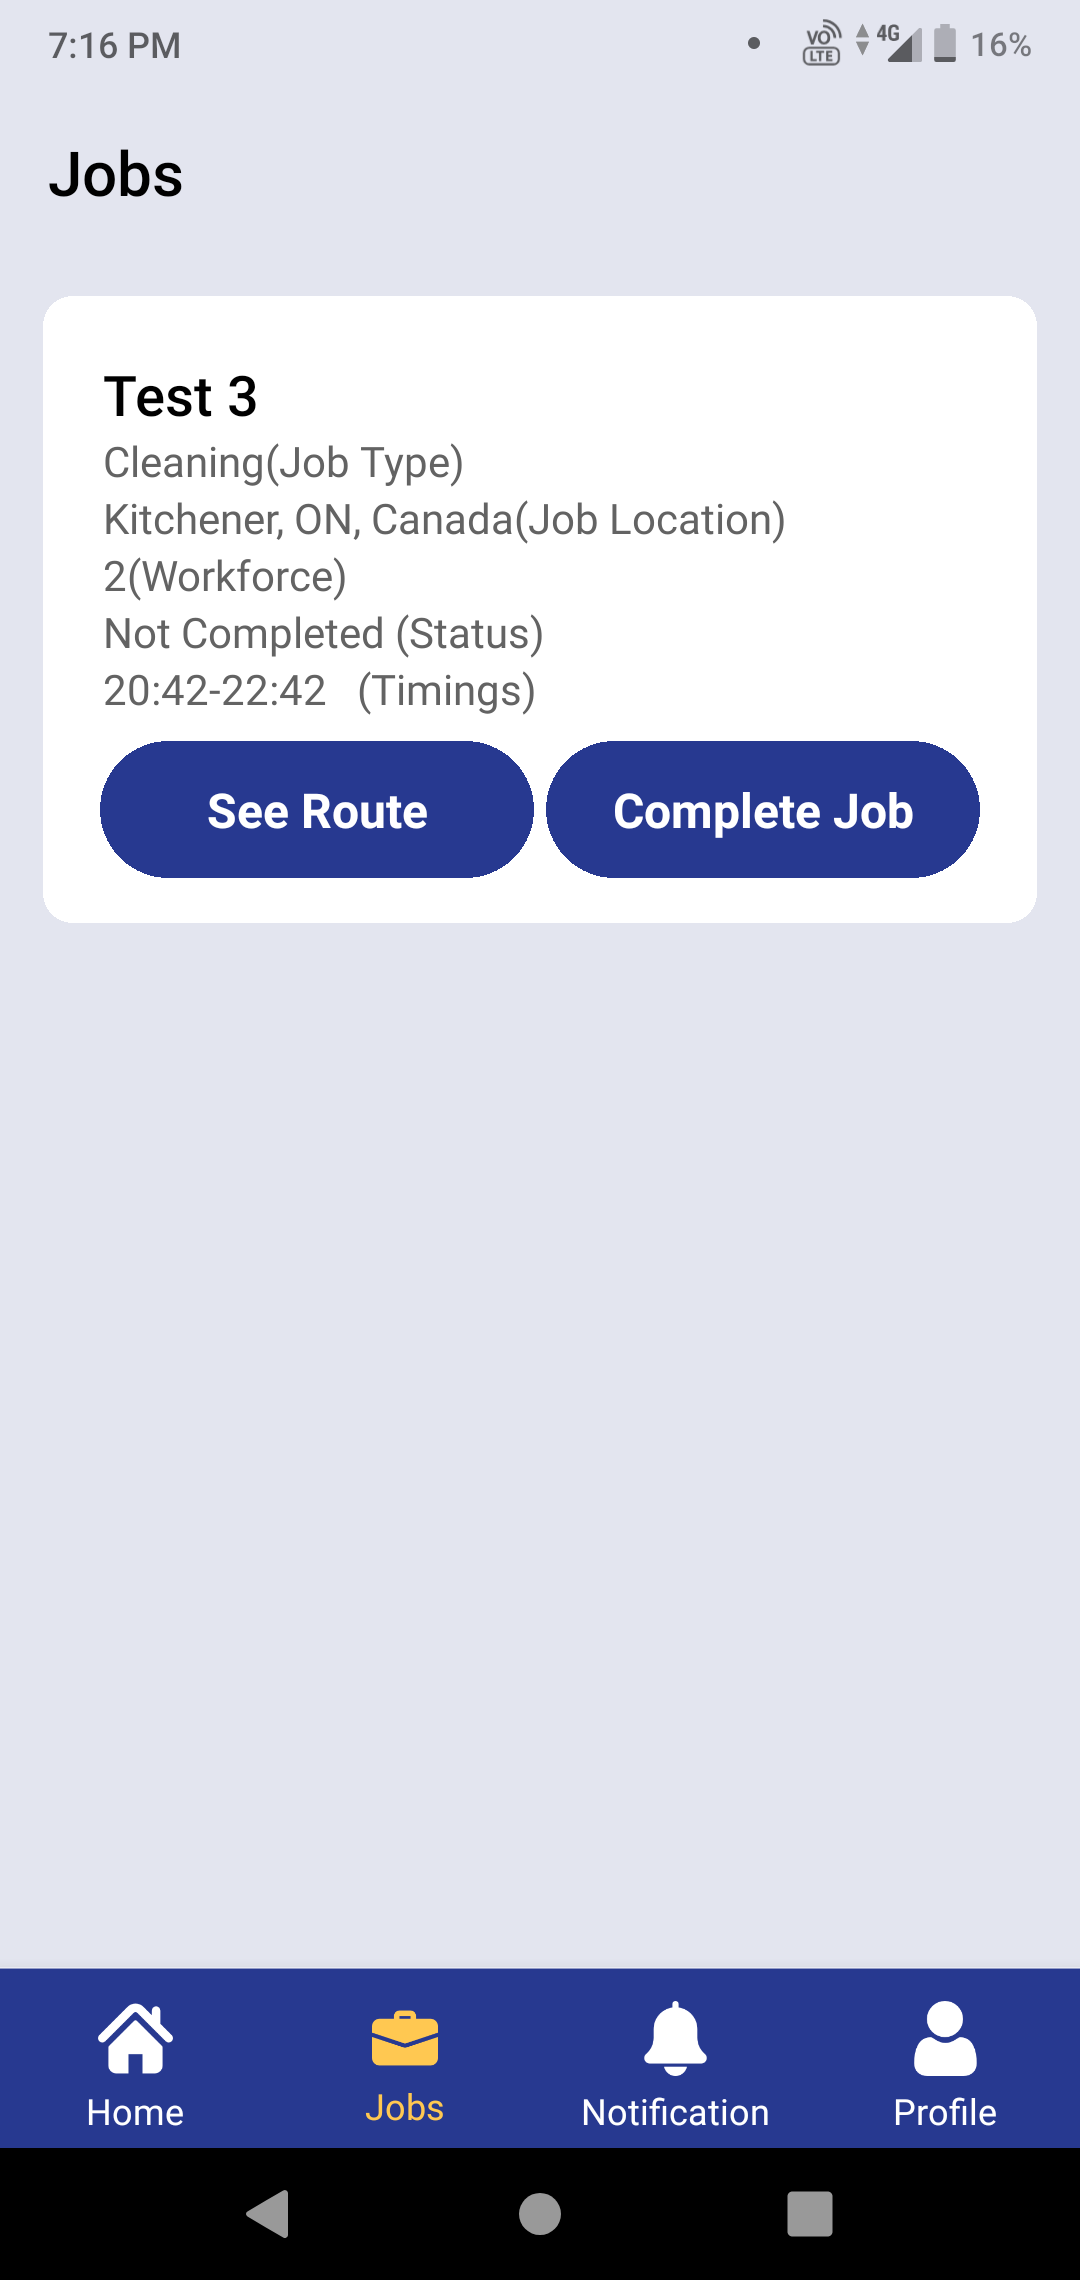 7:16 PM VO LTE 4G 16%
Jobs
Test 3
Cleaning(Job Type)
Kitchener, ON, Canada(Job Location)
2(Workforce)
Not Completed (Status)
20:42-22:42 (Timings)
See Route Complete Job
Home Jobs Notification Profile